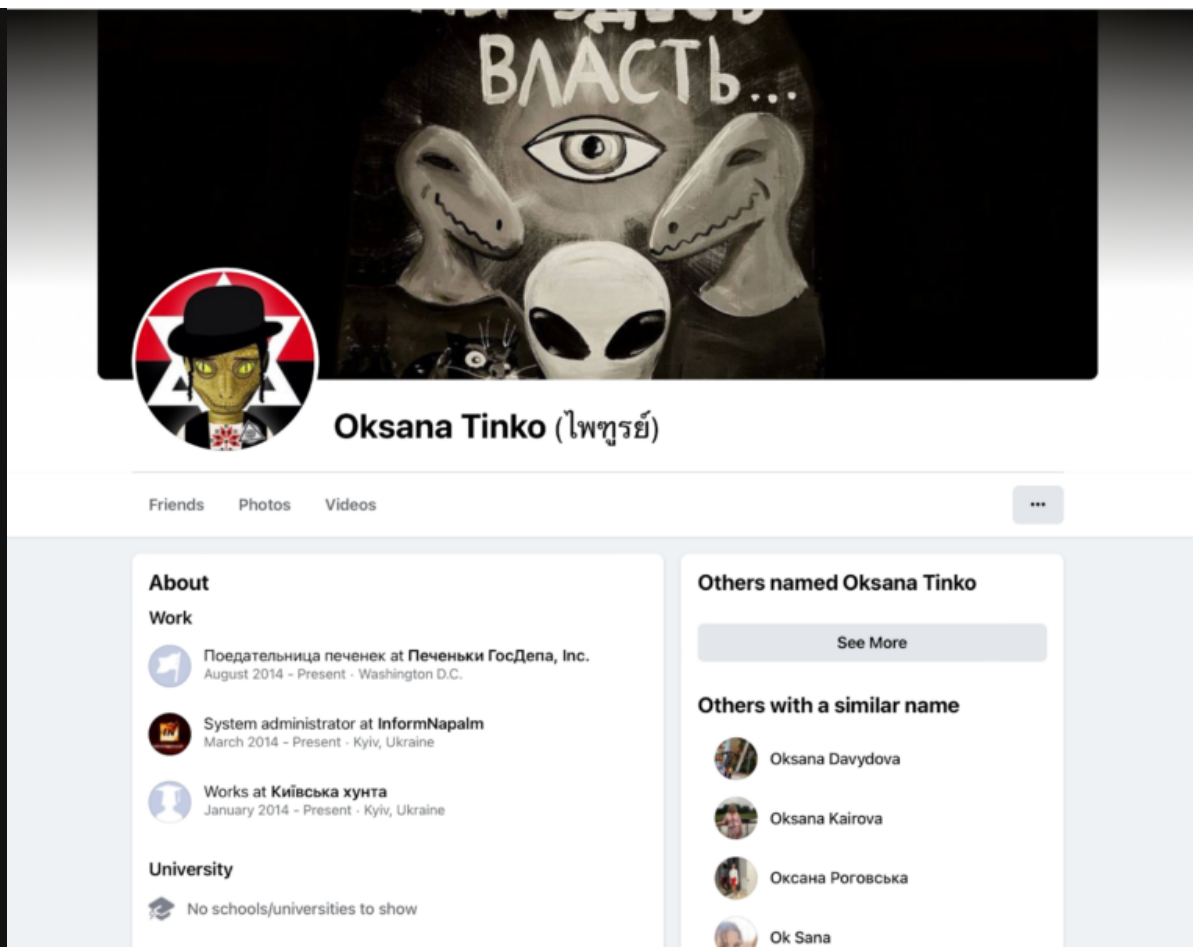 МЫ ЗДЕСЬ
ВЛАСТЬ...
Oksana Tinko (ไพฑูรย์)
Friends Photos Videos
About
Work
Поедательница печенек at Печеньки ГосДепа, Inc.
August 2014 - Present · Washington D.C.
System administrator at InformNapalm
March 2014 - Present · Kyiv, Ukraine
Works at Київська хунта
January 2014 - Present · Kyiv, Ukraine
University
No schools/universities to show
Others named Oksana Tinko
See More
Others with a similar name
Oksana Davydova
Oksana Kairova
Оксана Роговська
Ok Sana